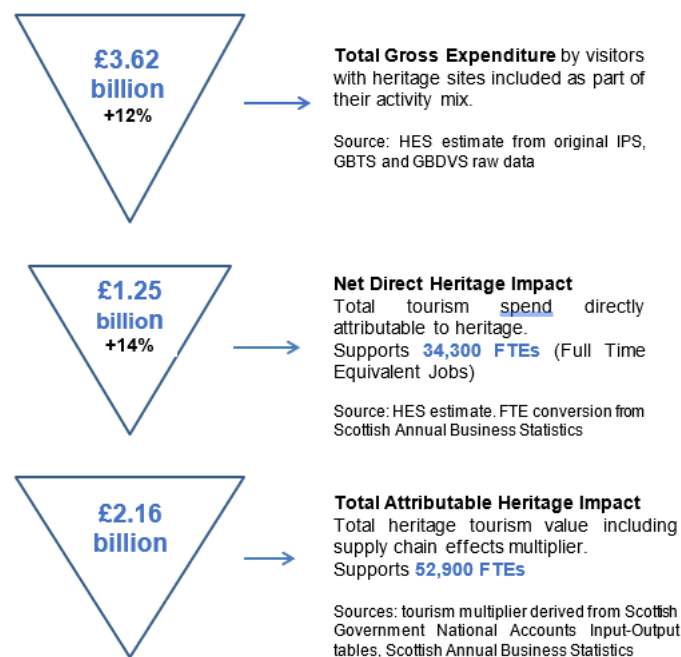 £3.62
billion
+12%
Total Gross Expenditure by visitors
with heritage sites included as part of
their activity mix.
Source: HES estimate from original IPS,
GBTS and GBDVS raw data
£1.25
billion
+14%
Net Direct Heritage Impact
Total tourism spend directly
attributable to heritage.
Supports 34,300 FTEs (Full Time
Equivalent Jobs)
Source: HES estimate. FTE conversion from
Scottish Annual Business Statistics
£2.16
billion
Total Attributable Heritage Impact
Total heritage tourism value including
supply chain effects multiplier.
Supports 52,900 FTEs
Sources: tourism multiplier derived from Scottish
Government National Accounts Input-Output
tables, Scottish Annual Business Statistics